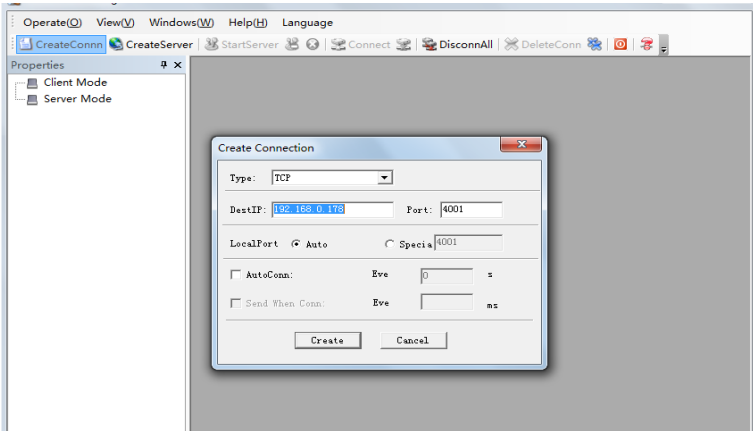 Operate(O) View(V) Windows(W) Help(H) Language
CreateConnn CreateServer StartServer Connect DisconnAll DeleteConn
Properties
Client Mode
Server Mode
Create Connection
Type: TCP
DestIP: 192.168.0.178 Port: 4001
LocalPort Auto Specia 4001
AutoConn: Eve 0 s
Send When Conn: Eve ms
Create Cancel